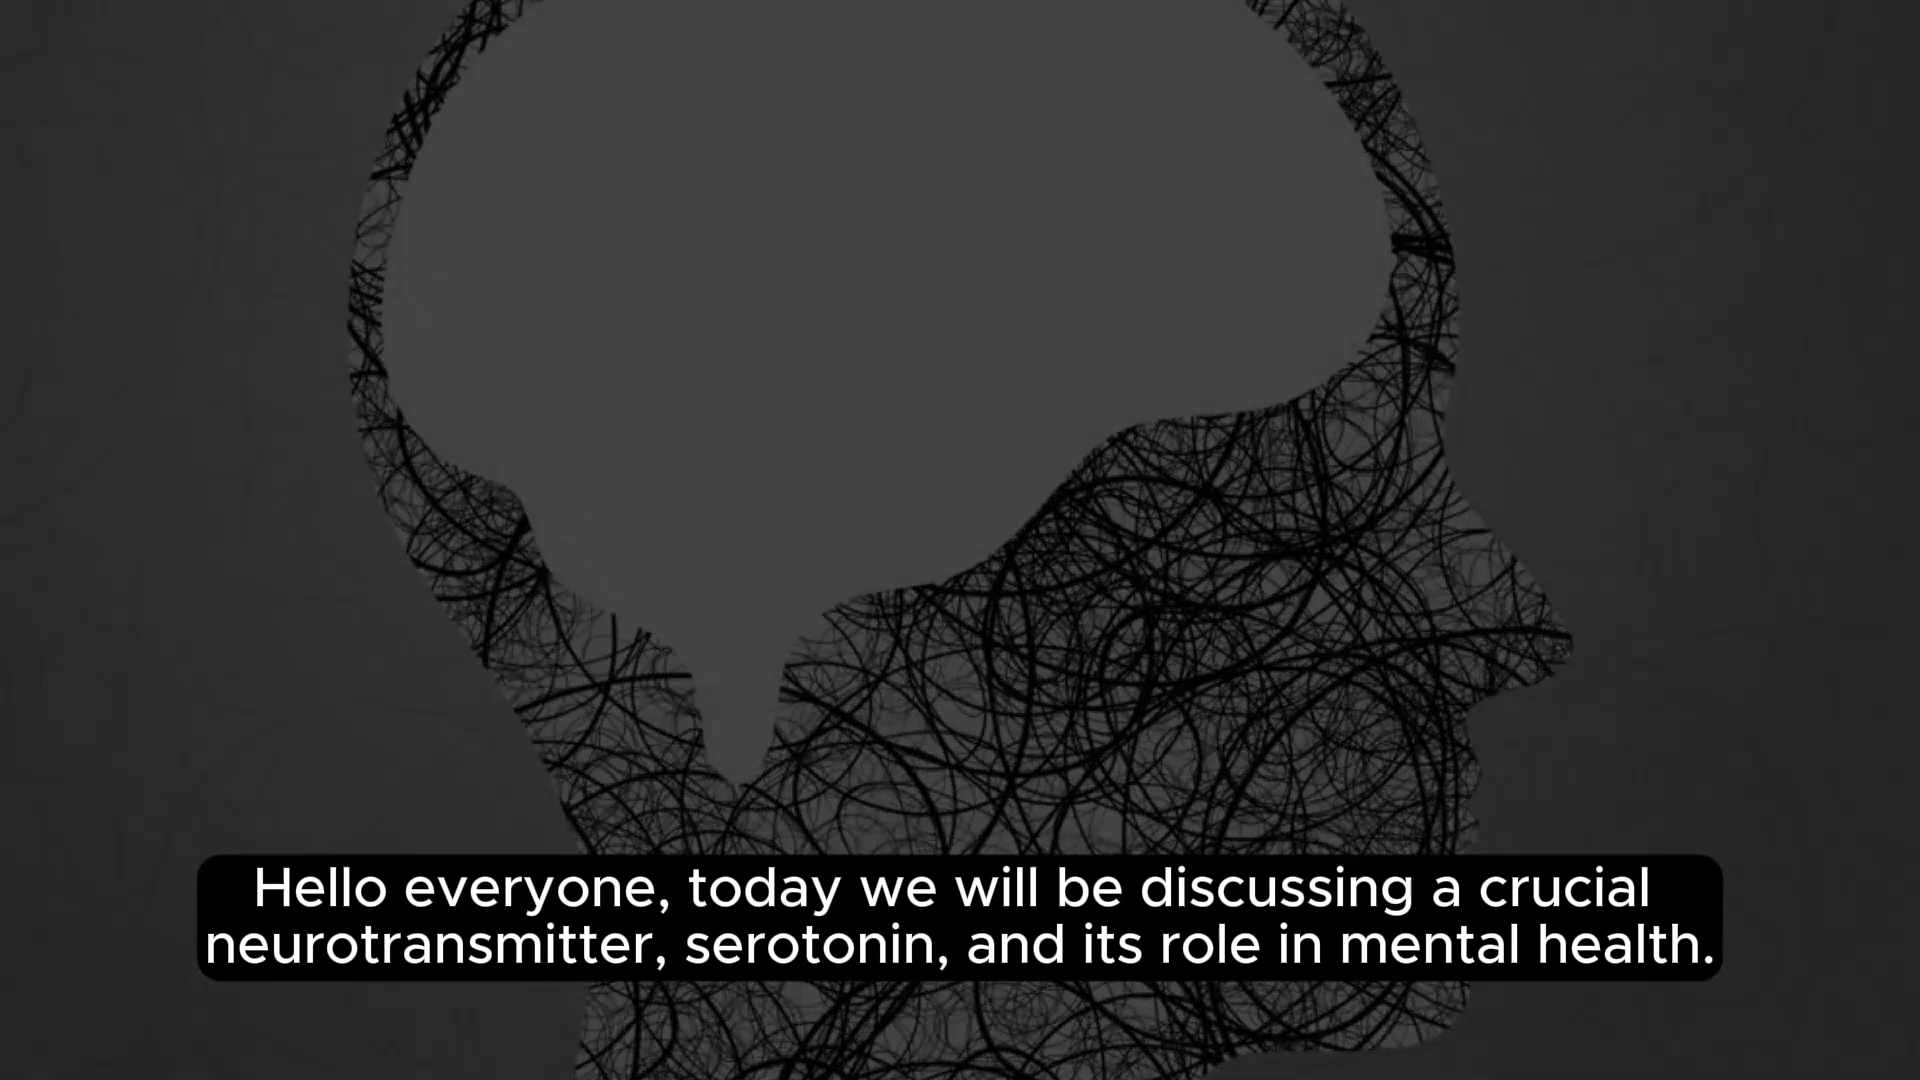 Hello everyone, today we will be discussing a crucial
neurotransmitter, serotonin, and its role in mental health.